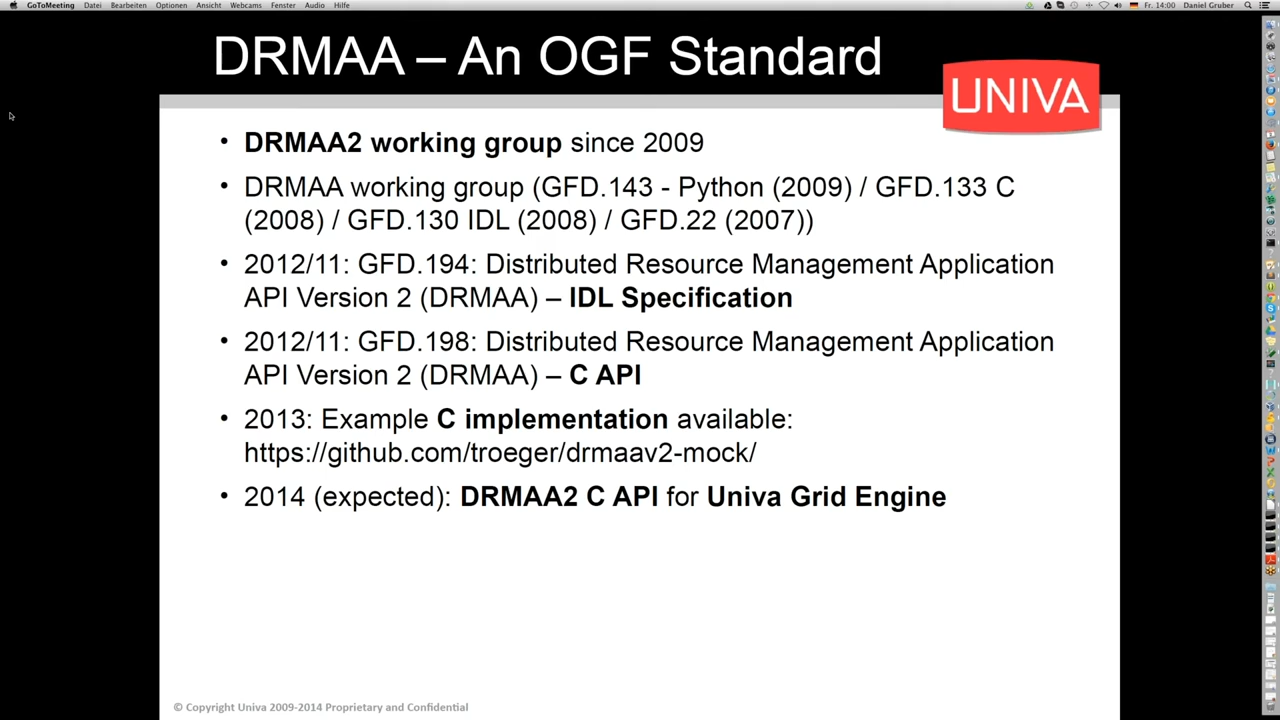 GoToMeeting Datei Bearbeiten Optionen Ansicht Webcams Fenster Audio Hilfe Fr. 14:00 Daniel Gruber
DRMAA – An OGF Standard
UNIVA
• DRMAA2 working group since 2009
• DRMAA working group (GFD.143 - Python (2009) / GFD.133 C
(2008) / GFD.130 IDL (2008) / GFD.22 (2007))
• 2012/11: GFD.194: Distributed Resource Management Application
API Version 2 (DRMAA) – IDL Specification
• 2012/11: GFD.198: Distributed Resource Management Application
API Version 2 (DRMAA) – C API
• 2013: Example C implementation available:
https://github.com/troeger/drmaav2-mock/
• 2014 (expected): DRMAA2 C API for Univa Grid Engine
© Copyright Univa 2009-2014 Proprietary and Confidential